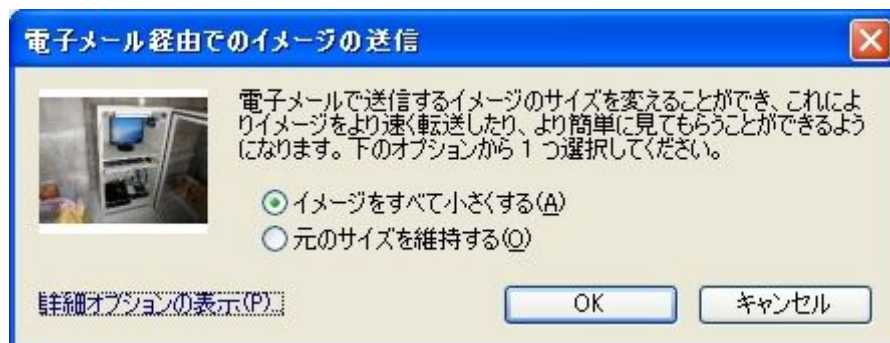 電子メール経由でのイメージの送信
電子メールで送信するイメージのサイズを変えることができ、これによ
りイメージをより速く転送したり、より簡単に見てもらうことができるよう
になります。下のオプションから 1 つ選択してください。
イメージをすべて小さくする(A)
元のサイズを維持する(O)
詳細オプションの表示(P)...
OK
キャンセル